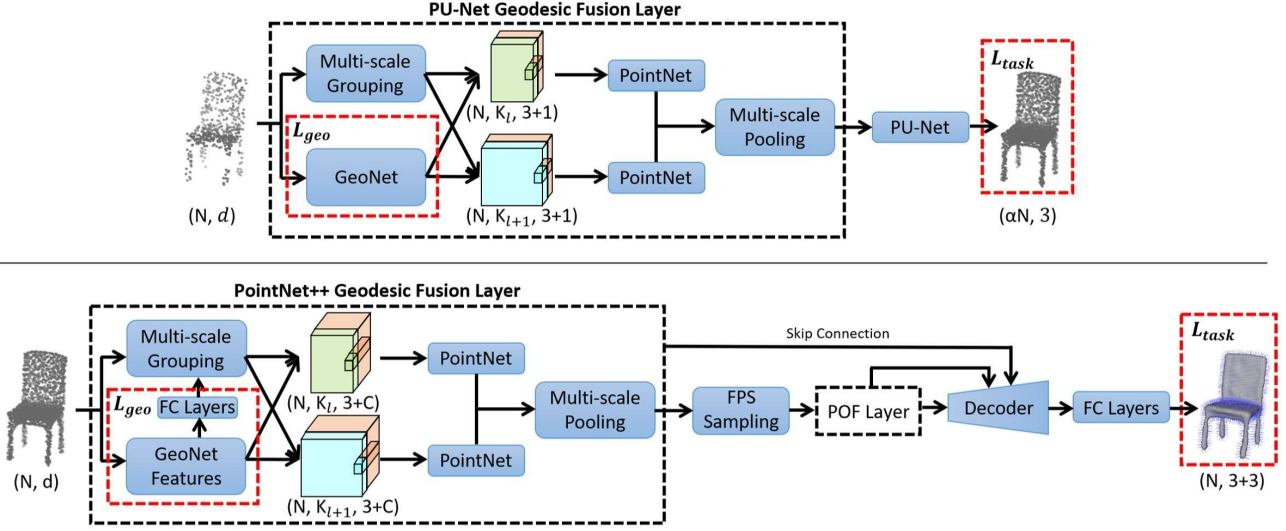 PU-Net Geodesic Fusion Layer
Multi-scale
Grouping
L_geo
GeoNet
(N, d)
(N, K_l, 3+1)
(N, K_{l+1}, 3+1)
PointNet
PointNet
Multi-scale
Pooling
PU-Net
L_task
(αN, 3)
PointNet++ Geodesic Fusion Layer
Multi-scale
Grouping
L_geo
FC Layers
GeoNet
Features
(N, d)
(N, K_l, 3+C)
(N, K_{l+1}, 3+C)
PointNet
PointNet
Multi-scale
Pooling
Skip Connection
FPS
Sampling
POF Layer
Decoder
FC Layers
L_task
(N, 3+3)